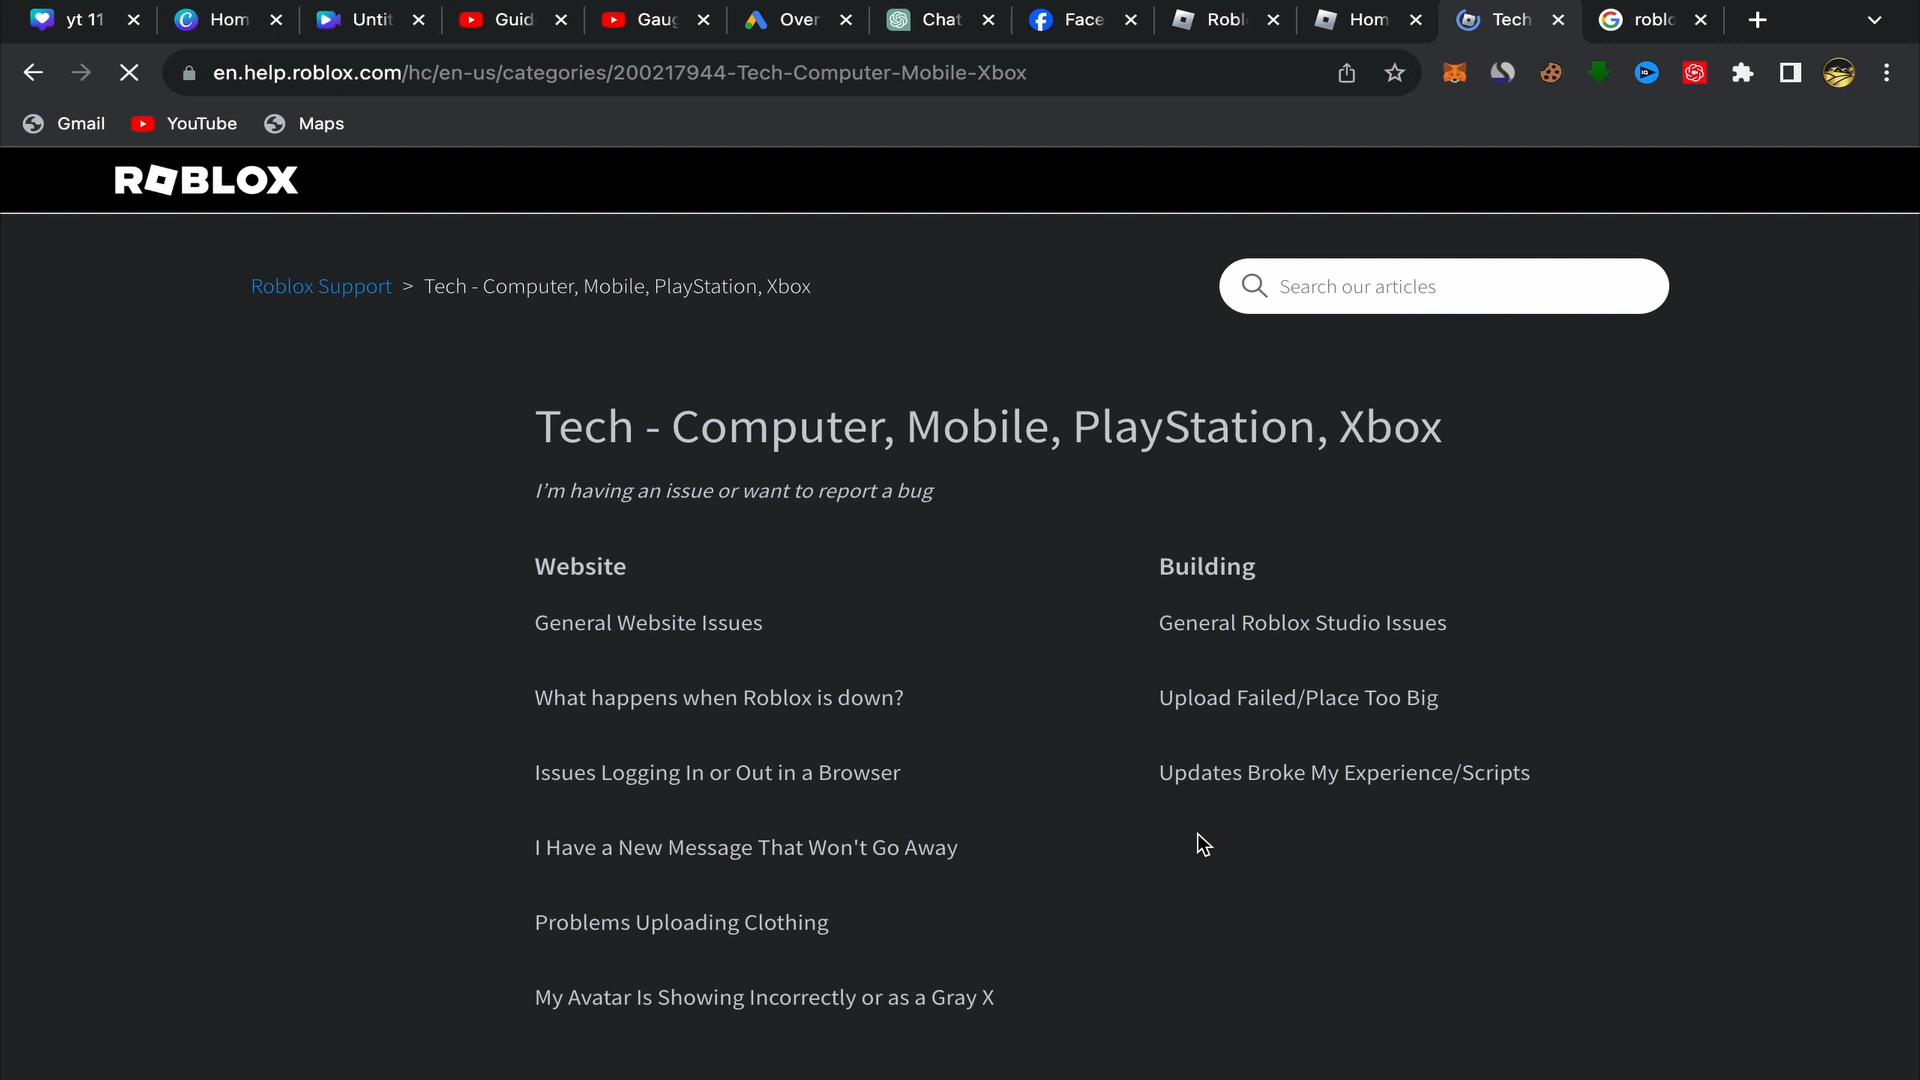 yt 11
Hom
Untit
Guid
Gaug
Over
Chat
Face
Robl
Hom
Tech
roblo
en.help.roblox.com/hc/en-us/categories/200217944-Tech-Computer-Mobile-Xbox
Gmail
YouTube
Maps
ROBLOX
Roblox Support > Tech - Computer, Mobile, PlayStation, Xbox
Search our articles
Tech - Computer, Mobile, PlayStation, Xbox
I'm having an issue or want to report a bug
Website
General Website Issues
What happens when Roblox is down?
Issues Logging In or Out in a Browser
I Have a New Message That Won't Go Away
Problems Uploading Clothing
My Avatar Is Showing Incorrectly or as a Gray X
Building
General Roblox Studio Issues
Upload Failed/Place Too Big
Updates Broke My Experience/Scripts